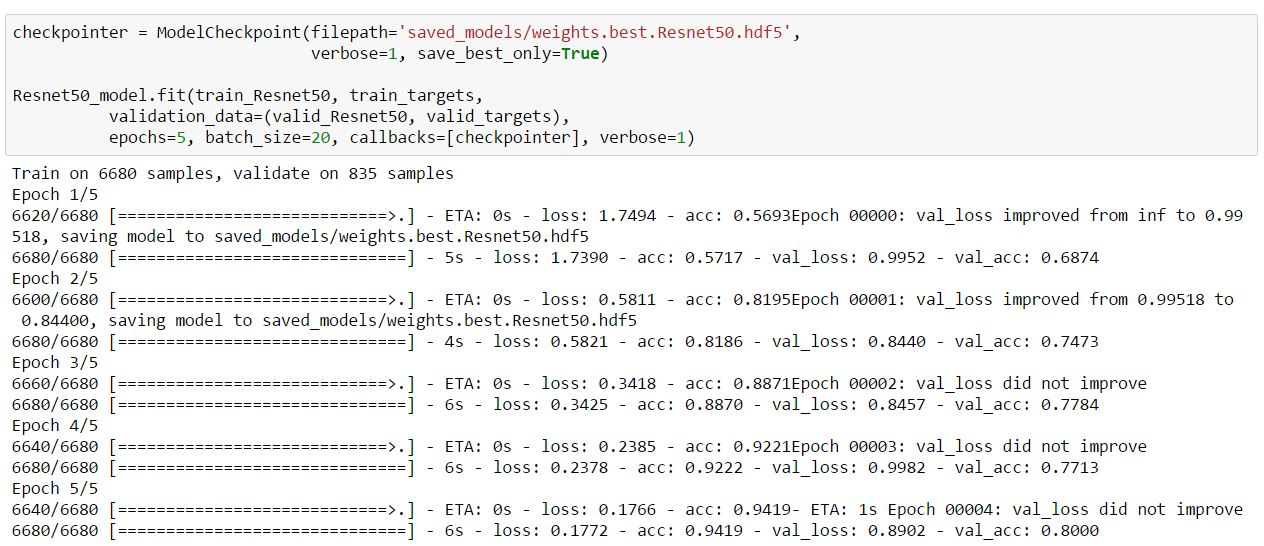 checkpointer = ModelCheckpoint(filepath='saved_models/weights.best.Resnet50.hdf5',
                               verbose=1, save_best_only=True)

Resnet50_model.fit(train_Resnet50, train_targets,
          validation_data=(valid_Resnet50, valid_targets),
          epochs=5, batch_size=20, callbacks=[checkpointer], verbose=1)
Train on 6680 samples, validate on 835 samples
Epoch 1/5
6620/6680 [============================>.] - ETA: 0s - loss: 1.7494 - acc: 0.5693Epoch 00000: val_loss improved from inf to 0.99
518, saving model to saved_models/weights.best.Resnet50.hdf5
6680/6680 [==============================] - 5s - loss: 1.7390 - acc: 0.5717 - val_loss: 0.9952 - val_acc: 0.6874
Epoch 2/5
6600/6680 [============================>.] - ETA: 0s - loss: 0.5811 - acc: 0.8195Epoch 00001: val_loss improved from 0.99518 to
 0.84400, saving model to saved_models/weights.best.Resnet50.hdf5
6680/6680 [==============================] - 4s - loss: 0.5821 - acc: 0.8186 - val_loss: 0.8440 - val_acc: 0.7473
Epoch 3/5
6660/6680 [============================>.] - ETA: 0s - loss: 0.3418 - acc: 0.8871Epoch 00002: val_loss did not improve
6680/6680 [==============================] - 6s - loss: 0.3425 - acc: 0.8870 - val_loss: 0.8457 - val_acc: 0.7784
Epoch 4/5
6640/6680 [============================>.] - ETA: 0s - loss: 0.2385 - acc: 0.9221Epoch 00003: val_loss did not improve
6680/6680 [==============================] - 6s - loss: 0.2378 - acc: 0.9222 - val_loss: 0.9982 - val_acc: 0.7713
Epoch 5/5
6640/6680 [============================>.] - ETA: 0s - loss: 0.1766 - acc: 0.9419- ETA: 1s Epoch 00004: val_loss did not improve
6680/6680 [==============================] - 6s - loss: 0.1772 - acc: 0.9419 - val_loss: 0.8902 - val_acc: 0.8000